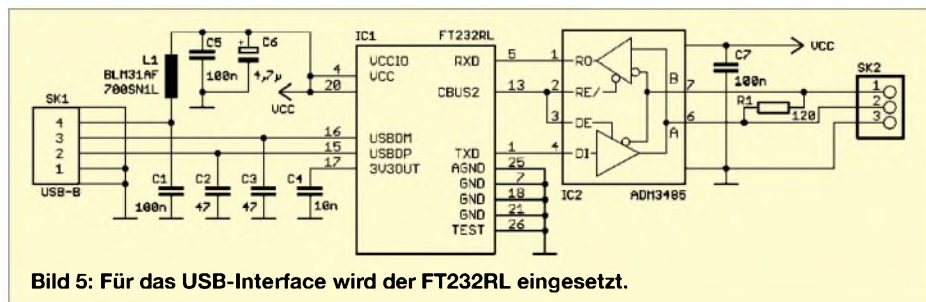 L1
BLM31AF
700SN1L
C5
100n
C6
4,7µ
+
VCC
IC1
FT232RL
4
VCCIO
20
VCC
16
USBDM
15
USBDP
17
3V3OUT
RXD
5
CBUS2
13
TXD
1
AGND
25
GND
7
GND
18
GND
21
TEST
26
SK1
4
3
2
1
USB-B
C1
100n
C2
47
C3
47
C4
10n
1
RO
2
RE/
3
DE
4
DI
B
7
A
6
IC2
ADM3485
C7
100n
VCC
R1
120
SK2
1
2
3
Bild 5: Für das USB-Interface wird der FT232RL eingesetzt.